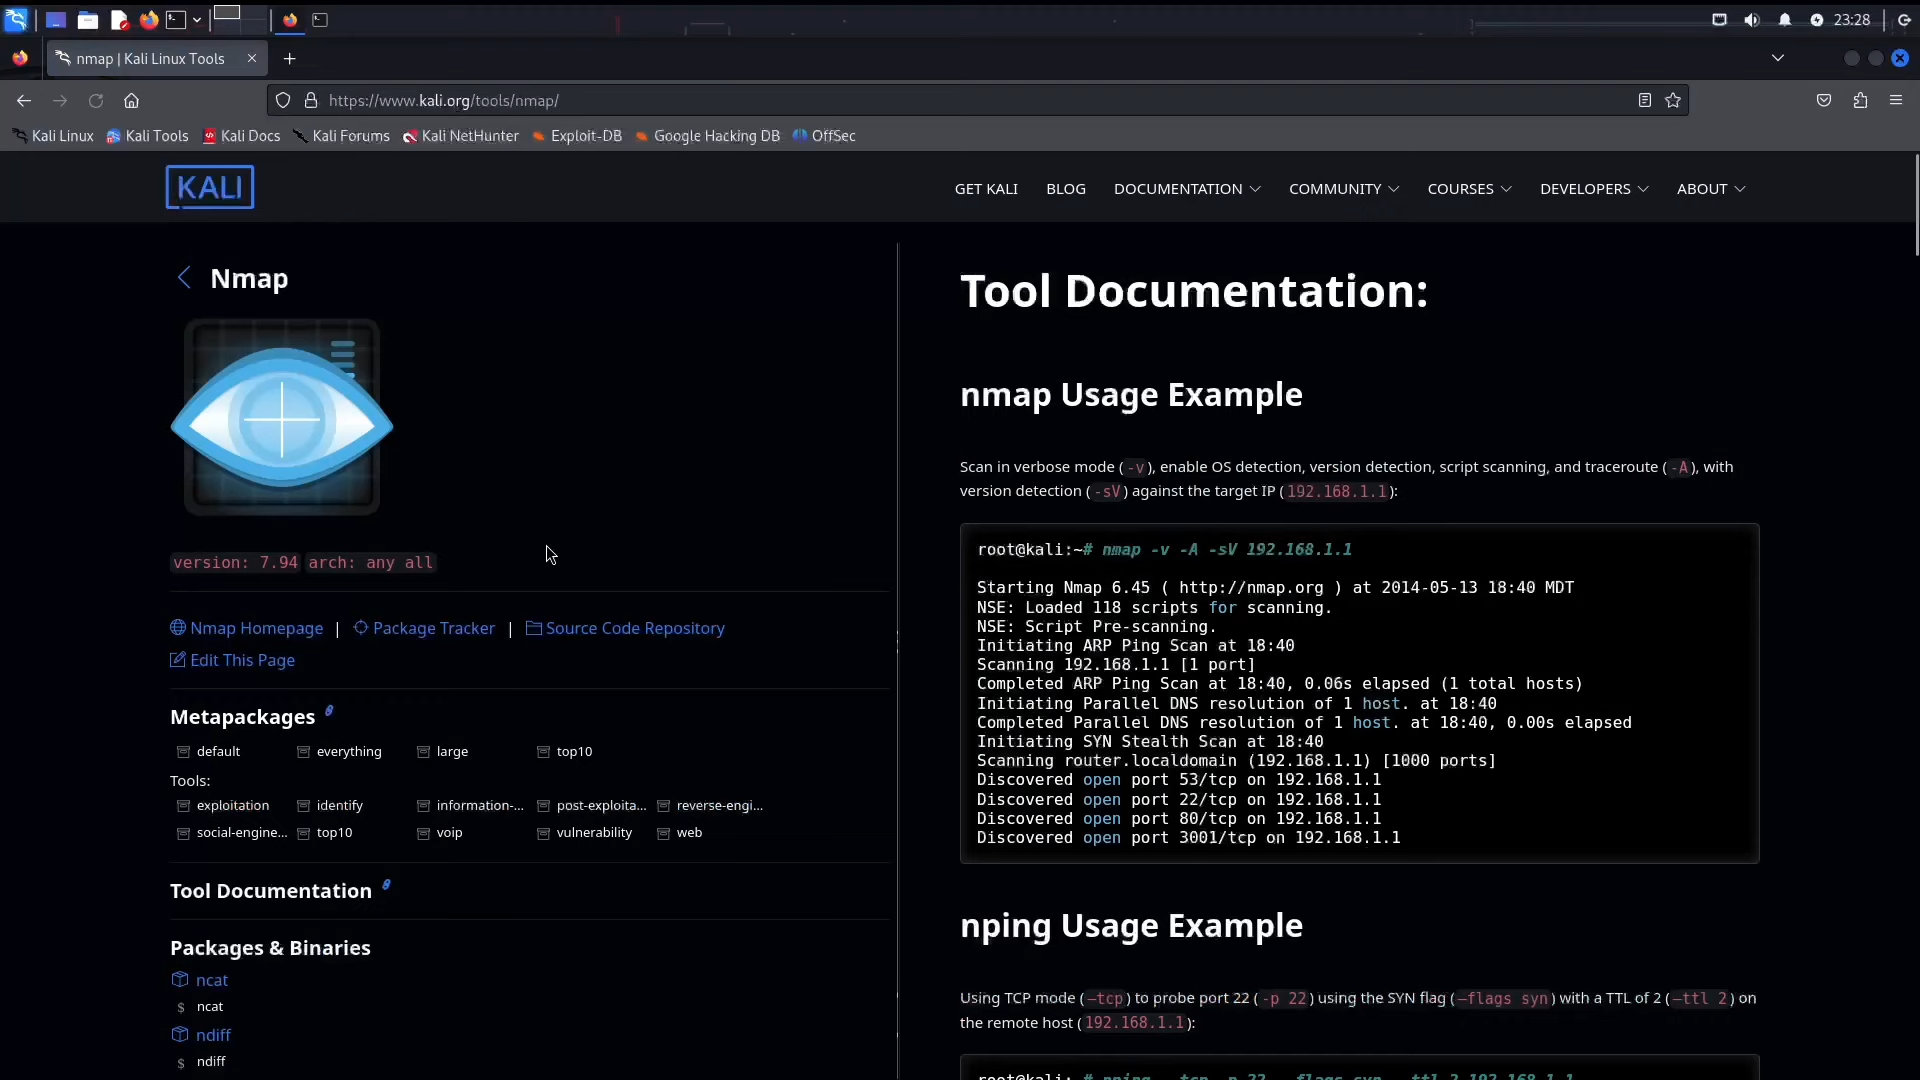 23:28
nmap | Kali Linux Tools
https://www.kali.org/tools/nmap/
Kali Linux
Kali Tools
Kali Docs
Kali Forums
Kali NetHunter
Exploit-DB
Google Hacking DB
OffSec
KALI
GET KALI
BLOG
DOCUMENTATION
COMMUNITY
COURSES
DEVELOPERS
ABOUT
Nmap
version: 7.94 arch: any all
Nmap Homepage | Package Tracker | Source Code Repository
Edit This Page
Metapackages
default everything large top10
Tools:
exploitation identify information-... post-exploita... reverse-engi...
social-engine... top10 voip vulnerability web
Tool Documentation
Packages & Binaries
ncat
$ ncat
ndiff
$ ndiff
Tool Documentation:
nmap Usage Example
Scan in verbose mode (-v), enable OS detection, version detection, script scanning, and traceroute (-A), with
version detection (-sV) against the target IP (192.168.1.1):
root@kali:~# nmap -v -A -sV 192.168.1.1
Starting Nmap 6.45 ( http://nmap.org ) at 2014-05-13 18:40 MDT
NSE: Loaded 118 scripts for scanning.
NSE: Script Pre-scanning.
Initiating ARP Ping Scan at 18:40
Scanning 192.168.1.1 [1 port]
Completed ARP Ping Scan at 18:40, 0.06s elapsed (1 total hosts)
Initiating Parallel DNS resolution of 1 host. at 18:40
Completed Parallel DNS resolution of 1 host. at 18:40, 0.00s elapsed
Initiating SYN Stealth Scan at 18:40
Scanning router.localdomain (192.168.1.1) [1000 ports]
Discovered open port 53/tcp on 192.168.1.1
Discovered open port 22/tcp on 192.168.1.1
Discovered open port 80/tcp on 192.168.1.1
Discovered open port 3001/tcp on 192.168.1.1
nping Usage Example
Using TCP mode (–tcp) to probe port 22 (-p 22) using the SYN flag (–flags syn) with a TTL of 2 (–ttl 2) on
the remote host (192.168.1.1):
root@kali:~# nping --tcp -p 22 --flags syn --ttl 2 192.168.1.1